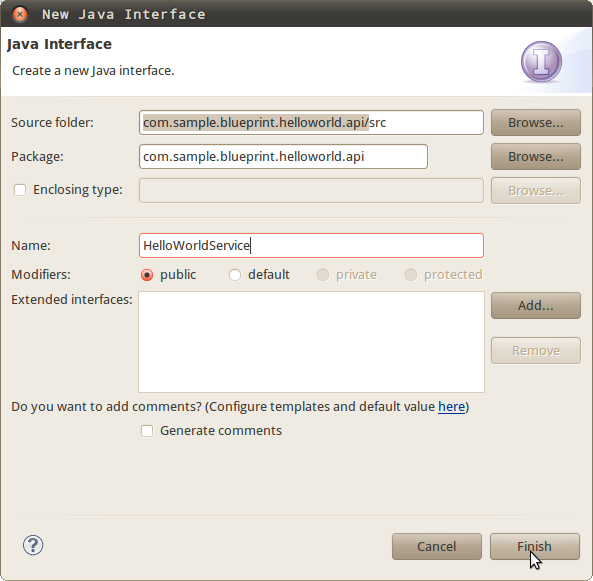 New Java Interface
Java Interface
Create a new Java interface.
I
Source folder: com.sample.blueprint.helloworld.api/src Browse...
Package: com.sample.blueprint.helloworld.api Browse...
Enclosing type: Browse...
Name: HelloWorldService
Modifiers: public default private protected
Extended interfaces: Add...
Remove
Do you want to add comments? (Configure templates and default value here)
Generate comments
? Cancel Finish